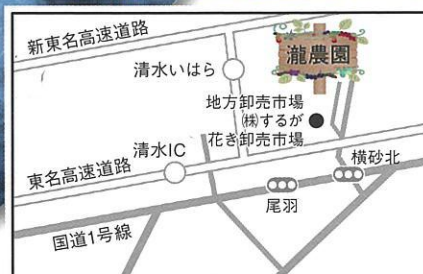 新東名高速道路
清水いはら
瀧農園
地方卸売市場
㈱するが
花き卸売市場
清水IC
東名高速道路
横砂北
尾羽
国道1号線